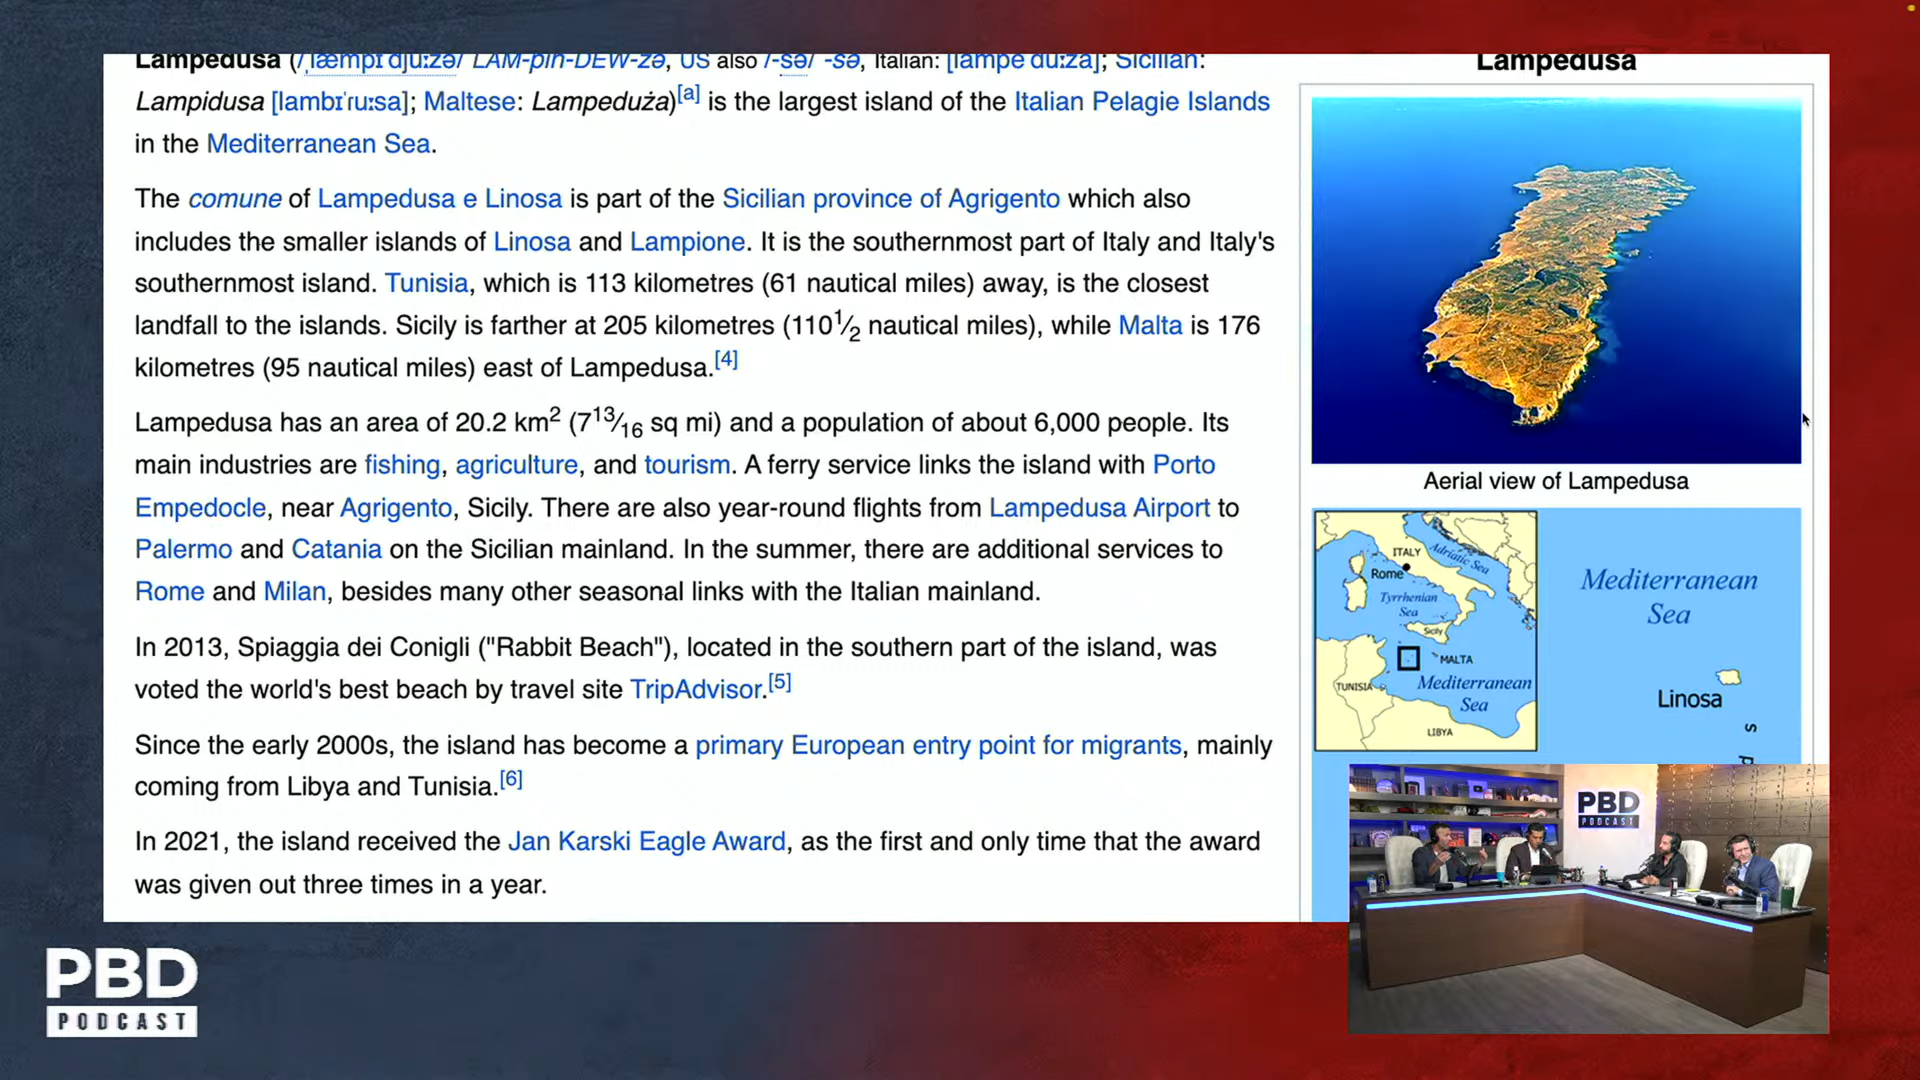 Lampedusa (/ˌlæmpɪˈdjuːzə/ LAM-pih-DEW-zə, US also /-sə/ -sə, Italian: [lampeˈduːza]; Sicilian:
Lampidusa [lambɪˈruːsa]; Maltese: Lampeduża)[a] is the largest island of the Italian Pelagie Islands
in the Mediterranean Sea.
The comune of Lampedusa e Linosa is part of the Sicilian province of Agrigento which also
includes the smaller islands of Linosa and Lampione. It is the southernmost part of Italy and Italy's
southernmost island. Tunisia, which is 113 kilometres (61 nautical miles) away, is the closest
landfall to the islands. Sicily is farther at 205 kilometres (110 1⁄2 nautical miles), while Malta is 176
kilometres (95 nautical miles) east of Lampedusa.[4]
Lampedusa has an area of 20.2 km² (7 13⁄16 sq mi) and a population of about 6,000 people. Its
main industries are fishing, agriculture, and tourism. A ferry service links the island with Porto
Empedocle, near Agrigento, Sicily. There are also year-round flights from Lampedusa Airport to
Palermo and Catania on the Sicilian mainland. In the summer, there are additional services to
Rome and Milan, besides many other seasonal links with the Italian mainland.
In 2013, Spiaggia dei Conigli ("Rabbit Beach"), located in the southern part of the island, was
voted the world's best beach by travel site TripAdvisor.[5]
Since the early 2000s, the island has become a primary European entry point for migrants, mainly
coming from Libya and Tunisia.[6]
In 2021, the island received the Jan Karski Eagle Award, as the first and only time that the award
was given out three times in a year.
Lampedusa
Aerial view of Lampedusa
ITALY
Adriatic Sea
Rome
Tyrrhenian
Sea
Sicily
MALTA
TUNISIA
Mediterranean
Sea
LIBYA
Mediterranean
Sea
Linosa
s
PBD
PODCAST
PBD
PODCAST